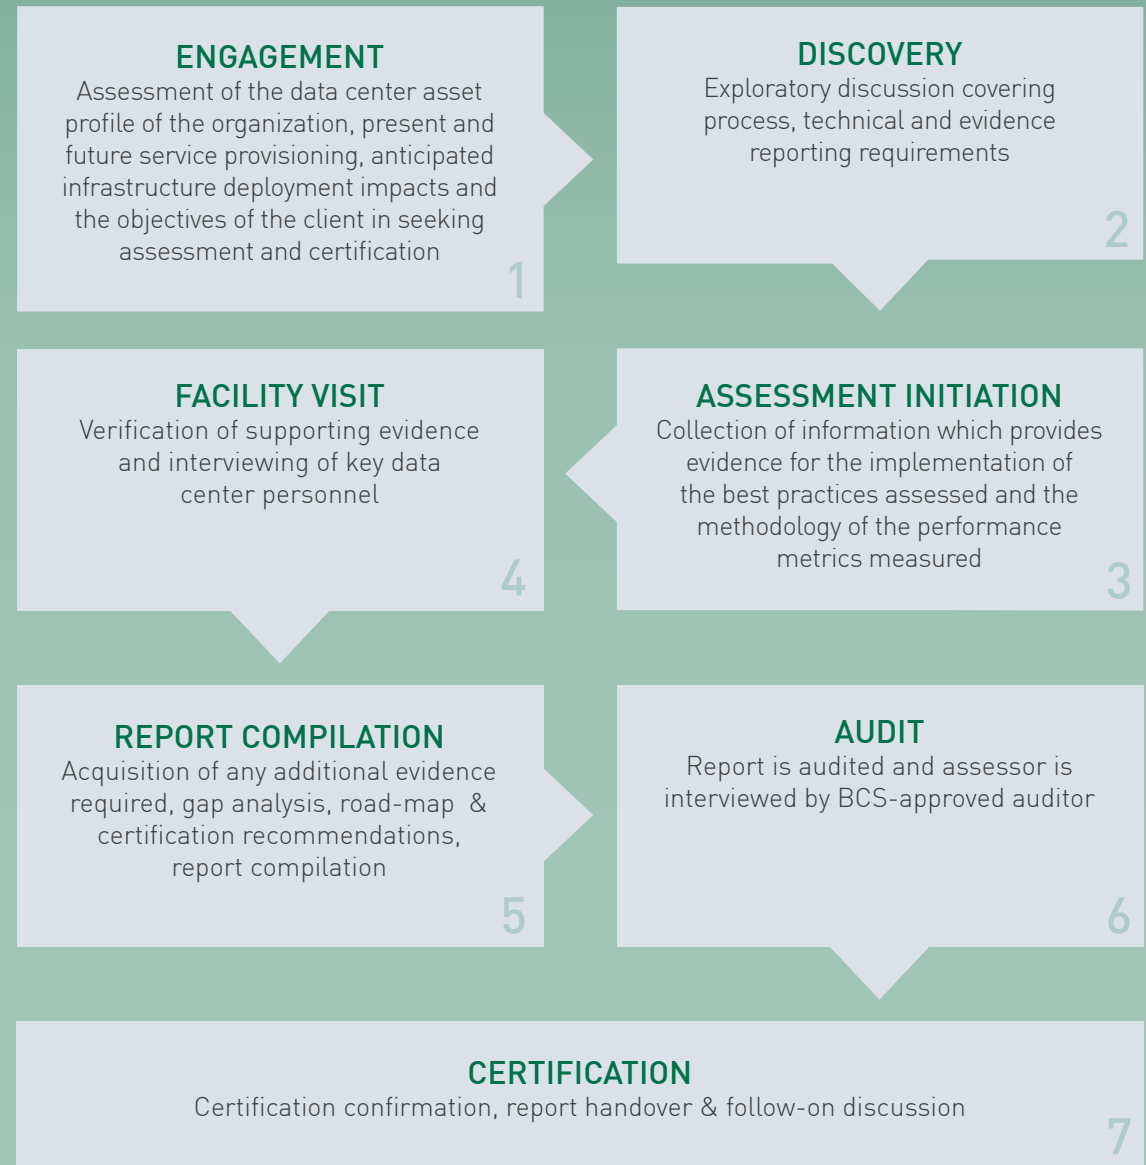 ENGAGEMENT
Assessment of the data center asset
profile of the organization, present and
future service provisioning, anticipated
infrastructure deployment impacts and
the objectives of the client in seeking
assessment and certification
1
DISCOVERY
Exploratory discussion covering
process, technical and evidence
reporting requirements
2
ASSESSMENT INITIATION
Collection of information which provides
evidence for the implementation of
the best practices assessed and the
methodology of the performance
metrics measured
3
FACILITY VISIT
Verification of supporting evidence
and interviewing of key data
center personnel
4
REPORT COMPILATION
Acquisition of any additional evidence
required, gap analysis, road-map &
certification recommendations,
report compilation
5
AUDIT
Report is audited and assessor is
interviewed by BCS-approved auditor
6
CERTIFICATION
Certification confirmation, report handover & follow-on discussion
7